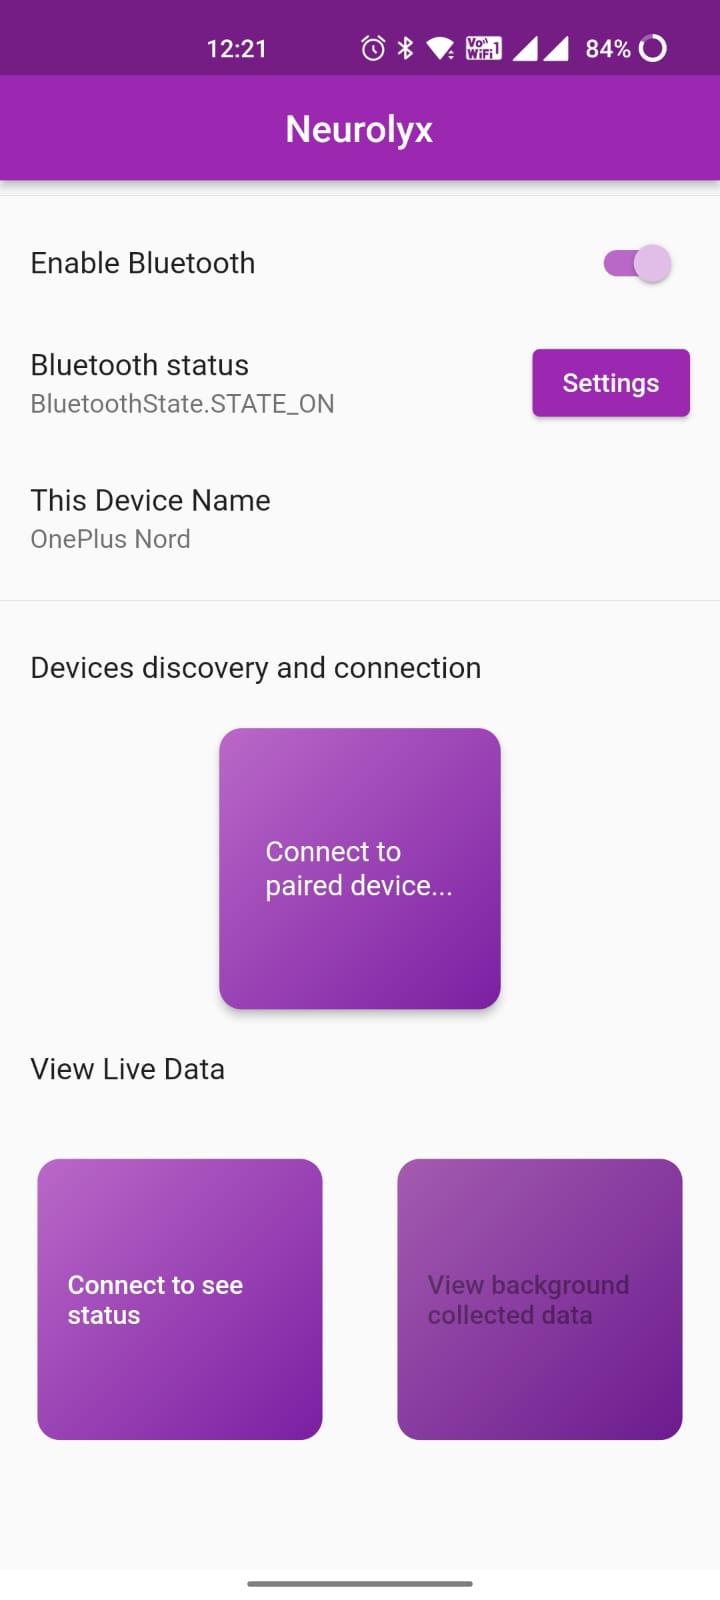 12:21
Vo)) WiFi 1
84%
Neurolyx
Enable Bluetooth
Bluetooth status
BluetoothState.STATE_ON
Settings
This Device Name
OnePlus Nord
Devices discovery and connection
Connect to
paired device...
View Live Data
Connect to see
status
View background
collected data